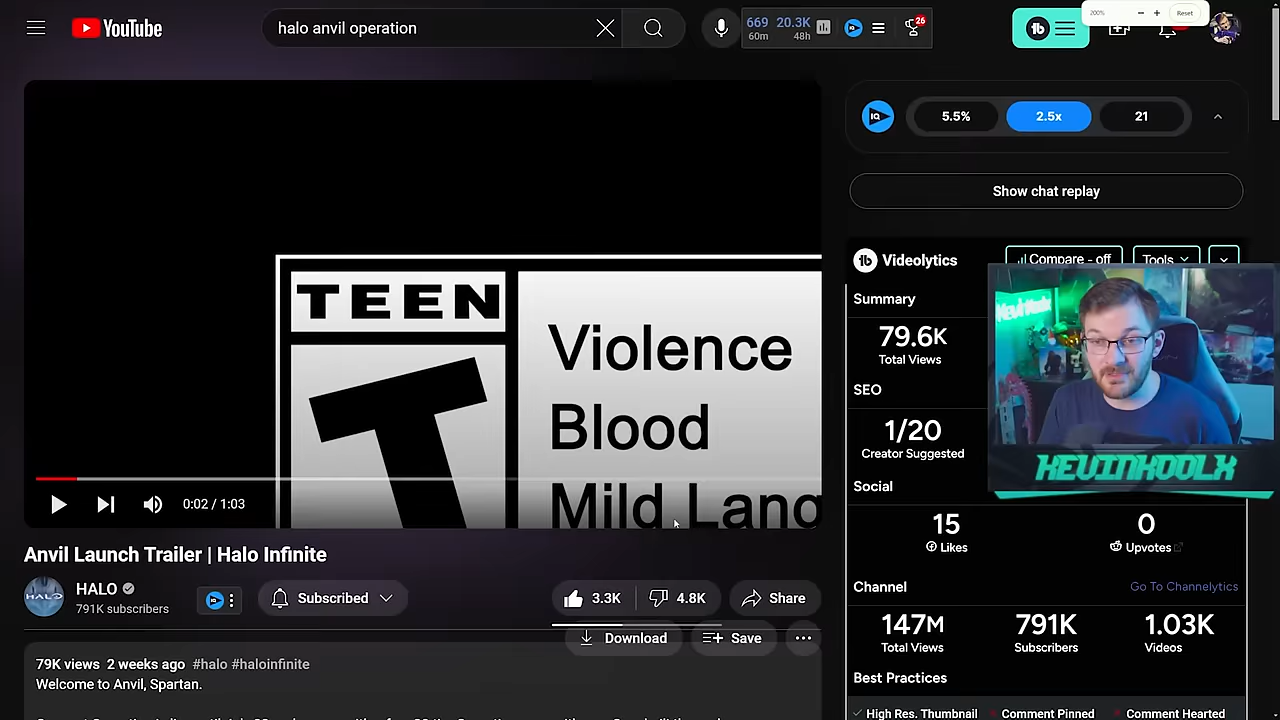 YouTube
halo anvil operation
669 20.3K
60m 48h
26
200%
Reset
5.5%
2.5x
21
Show chat replay
TEEN
T
Violence
Blood
Mild Lang
0:02 / 1:03
Videolytics
Compare - off
Tools
Summary
79.6K
Total Views
SEO
1/20
Creator Suggested
Social
15
Likes
0
Upvotes
Channel
Go To Channelytics
147M
Total Views
791K
Subscribers
1.03K
Videos
Best Practices
High Res. Thumbnail
Comment Pinned
Comment Hearted
KEVINKOOLX
Anvil Launch Trailer | Halo Infinite
HALO
791K subscribers
Subscribed
3.3K
4.8K
Share
Download
Save
79K views 2 weeks ago #halo #haloinfinite
Welcome to Anvil, Spartan.